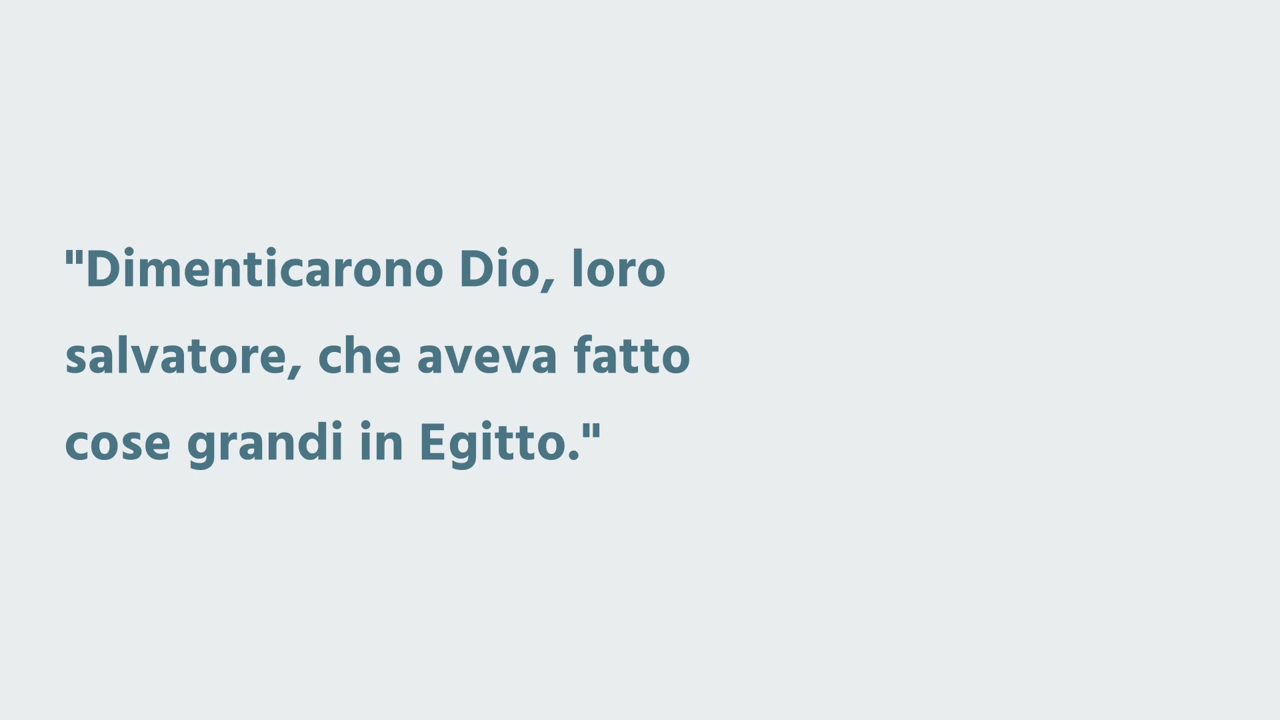 "Dimenticarono Dio, loro
salvatore, che aveva fatto
cose grandi in Egitto."